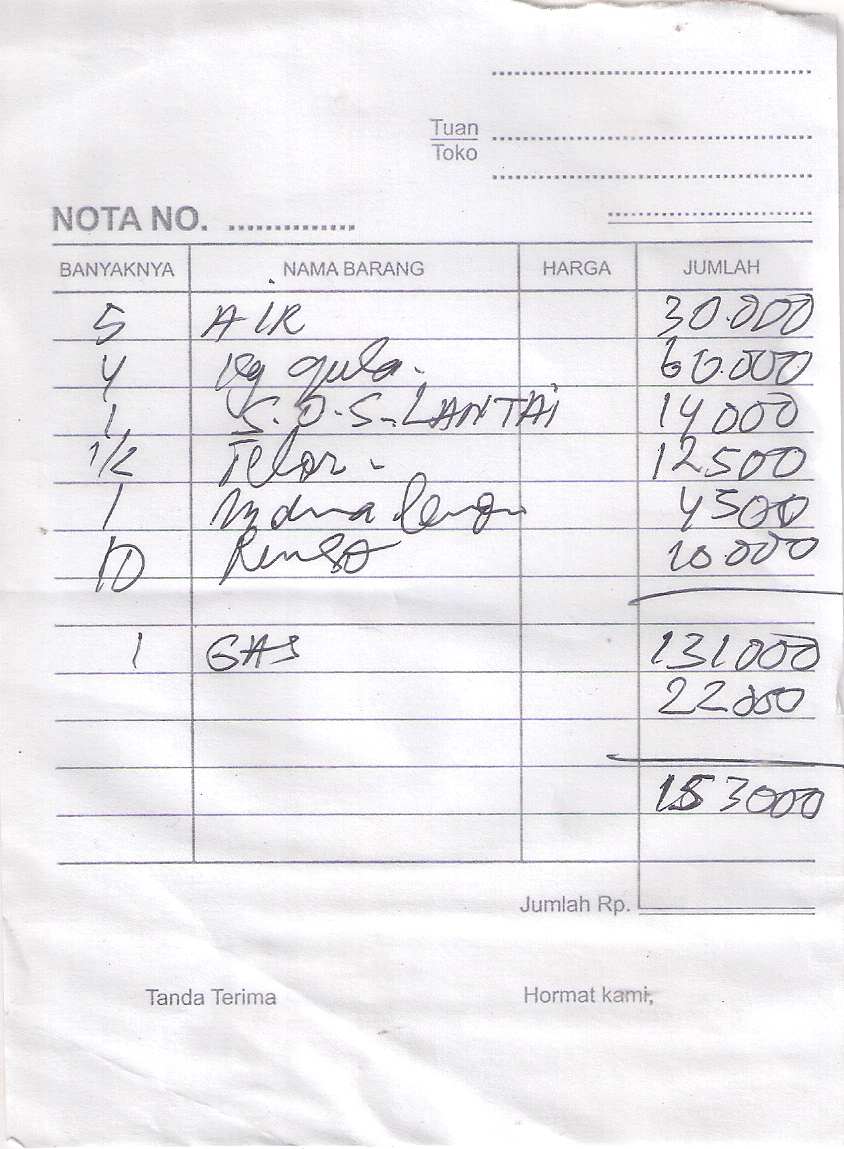 Tuan
Toko
NOTA NO. ..............
BANYAKNYA NAMA BARANG HARGA JUMLAH
5 AIR 30.000
4 kg gula. 60.000
1 S.O.S-LANTAI 14000
1/2 Telor - 12500
1 4500
10 Rinso 10.000
131000
1 GAS 22000
153000
Jumlah Rp.
Tanda Terima Hormat kami,